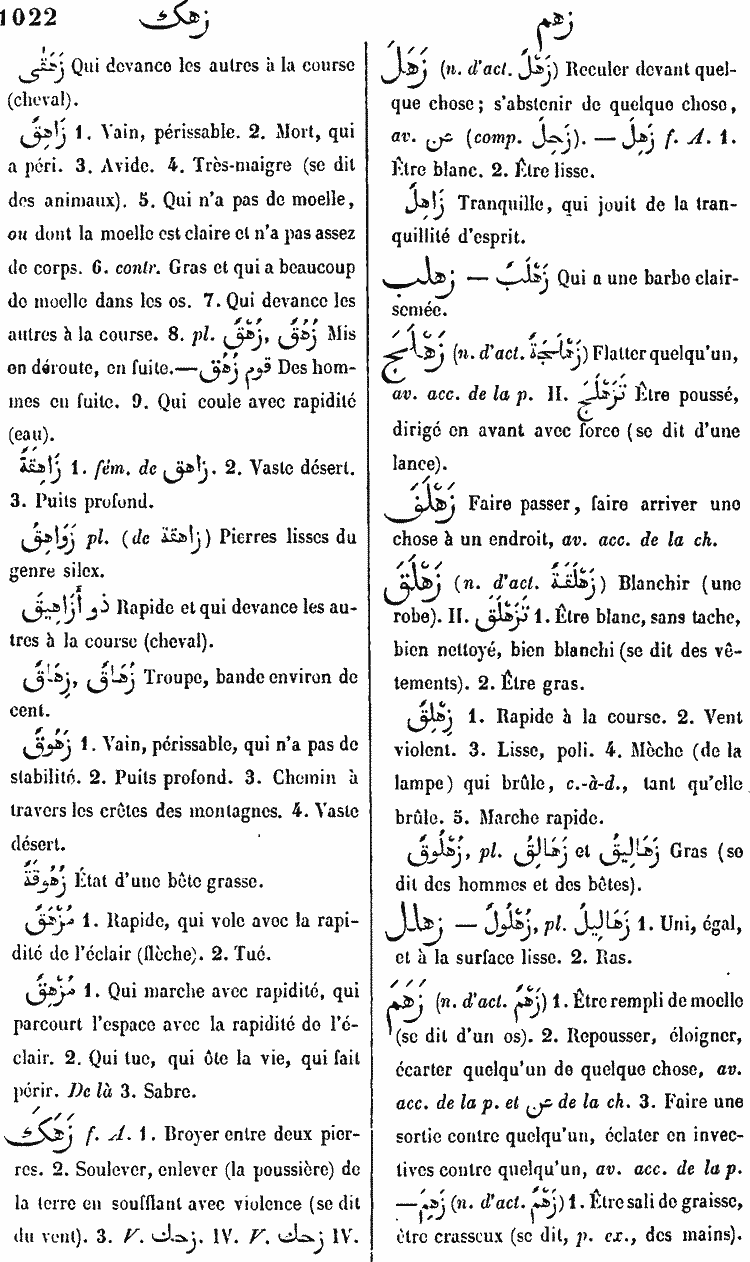 1022 زهك زهم
زَهَقَى Qui devance les autres à la course
(cheval).
زَاهِقٌ 1. Vain, périssable. 2. Mort, qui
a péri. 3. Avide. 4. Très-maigre (se dit
des animaux). 5. Qui n'a pas de moelle,
ou dont la moelle est claire et n'a pas assez
de corps. 6. contr. Gras et qui a beaucoup
de moelle dans les os. 7. Qui devance les
autres à la course. 8. pl. زُهُقٌ, زُهْقٌ Mis
en déroute, en fuite.—قوم زُهُقٌ Des hom-
mes en fuite. 9. Qui coule avec rapidité
(eau).
زَاهِقَةٌ 1. fém. de زاهق. 2. Vaste désert.
3. Puits profond.
زَوَاهِقُ pl. (de زاهقة) Pierres lisses du
genre silex.
ذو أَزَاهِيقَ Rapide et qui devance les au-
tres à la course (cheval).
زُهَاقٌ, زِهَاقٌ Troupe, bande environ de
cent.
زَهُوقٌ 1. Vain, périssable, qui n'a pas de
stabilité. 2. Puits profond. 3. Chemin à
travers les crêtes des montagnes. 4. Vaste
désert.
زُهُوقَةٌ État d'une bête grasse.
مُزْهَقٌ 1. Rapide, qui vole avec la rapi-
dité de l'éclair (flèche). 2. Tué.
مُزْهِقٌ 1. Qui marche avec rapidité, qui
parcourt l'espace avec la rapidité de l'é-
clair. 2. Qui tue, qui ôte la vie, qui fait
périr. De là 3. Sabre.
زَهَكَ f. A. 1. Broyer entre deux pier-
res. 2. Soulever, enlever (la poussière) de
la terre en soufflant avec violence (se dit
du vent). 3. V. زحك. IV. V. زحك IV.
زَهَلَ (n. d'act. زَهْلٌ) Reculer devant quel-
que chose; s'abstenir de quelque chose,
av. عن (comp. زَحِلَ). — زَهِلَ f. A. 1.
Être blanc. 2. Être lisse.
زَاهِلٌ Tranquille, qui jouit de la tran-
quillité d'esprit.
زهلب — زَهْلَبٌ Qui a une barbe clair-
semée.
زَهْلَجَ (n. d'act. زَهْلَجَةٌ) Flatter quelqu'un,
av. acc. de la p. II. تَزَهْلَجَ Être poussé,
dirigé en avant avec force (se dit d'une
lance).
زَهْلَفَ Faire passer, faire arriver une
chose à un endroit, av. acc. de la ch.
زَهْلَقَ (n. d'act. زَهْلَقَةٌ) Blanchir (une
robe). II. تَزَهْلَقَ 1. Être blanc, sans tache,
bien nettoyé, bien blanchi (se dit des vê-
tements). 2. Être gras.
زِهْلِقٌ 1. Rapide à la course. 2. Vent
violent. 3. Lisse, poli. 4. Mèche (de la
lampe) qui brûle, c.-à-d., tant qu'elle
brûle. 5. Marche rapide.
زُهْلُوقٌ, pl. زَهَالِقُ et زَهَالِيقُ Gras (se
dit des hommes et des bêtes).
زهلل — زُهْلُولٌ, pl. زَهَالِيلُ 1. Uni, égal,
et à la surface lisse. 2. Ras.
زَهَمَ (n. d'act. زَهْمٌ) 1. Être rempli de moelle
(se dit d'un os). 2. Repousser, éloigner,
écarter quelqu'un de quelque chose, av.
acc. de la p. et عن de la ch. 3. Faire une
sortie contre quelqu'un, éclater en invec-
tives contre quelqu'un, av. acc. de la p.
—زَهِمَ (n. d'act. زَهَمٌ) 1. Être sali de graisse,
être crasseux (se dit, p. ex., des mains).